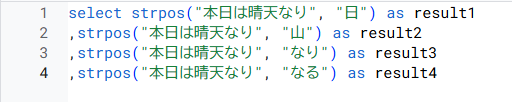 1 select strpos("本日は晴天なり", "日") as result1
2 ,strpos("本日は晴天なり", "山") as result2
3 ,strpos("本日は晴天なり", "なり") as result3
4 ,strpos("本日は晴天なり", "なる") as result4